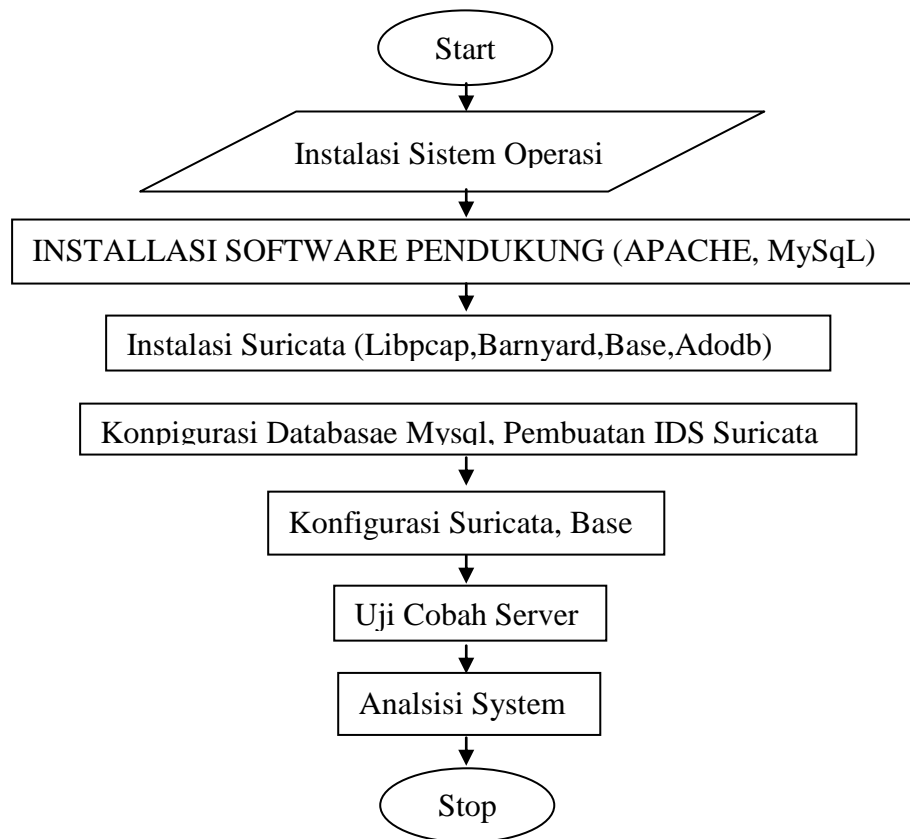 Start
Instalasi Sistem Operasi
INSTALLASI SOFTWARE PENDUKUNG (APACHE, MySqL)
Instalasi Suricata (Libpcap,Barnyard,Base,Adodb)
Konpigurasi Databasae Mysql, Pembuatan IDS Suricata
Konfigurasi Suricata, Base
Uji Cobah Server
Analsisi System
Stop